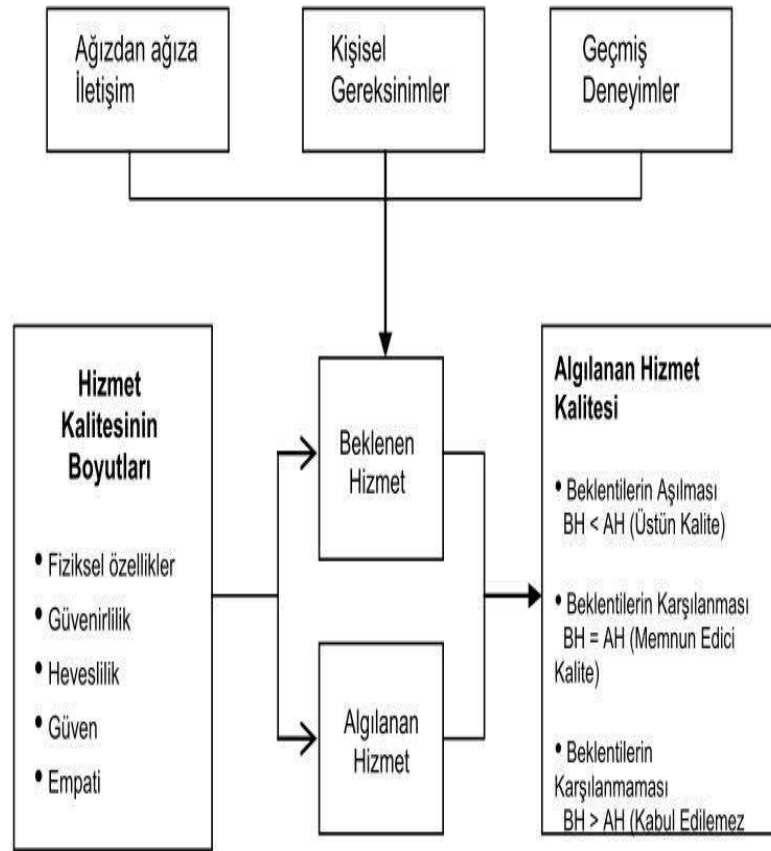 Ağızdan ağıza
İletişim
Kişisel
Gereksinimler
Geçmiş
Deneyimler
Hizmet
Kalitesinin
Boyutları
• Fiziksel özellikler
• Güvenirlilik
• Heveslilik
• Güven
• Empati
Beklenen
Hizmet
Algılanan
Hizmet
Algılanan Hizmet
Kalitesi
• Beklentilerin Aşılması
BH < AH (Üstün Kalite)
• Beklentilerin Karşılanması
BH = AH (Memnun Edici
Kalite)
• Beklentilerin
Karşılanmaması
BH > AH (Kabul Edilemez